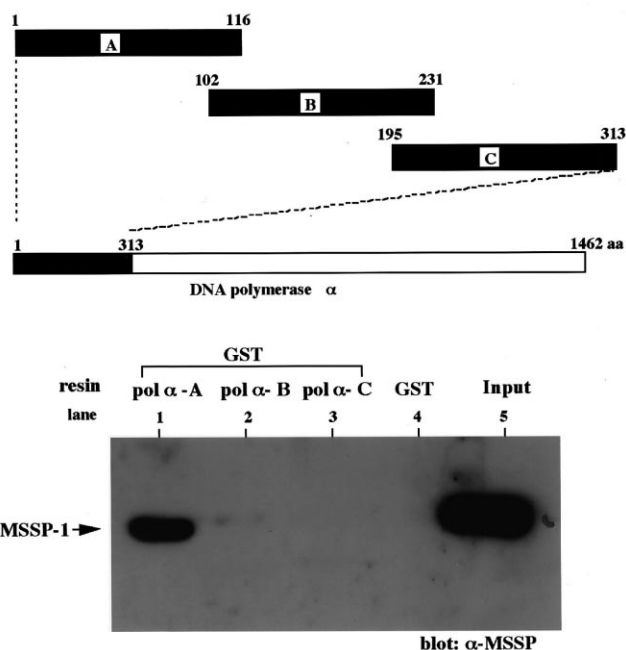 1 116
A
102 231
B
195 313
C
1 313 1462 aa
DNA polymerase α
GST
resin pol α -A pol α- B pol α- C GST Input
lane 1 2 3 4 5
MSSP-1
blot: α-MSSP